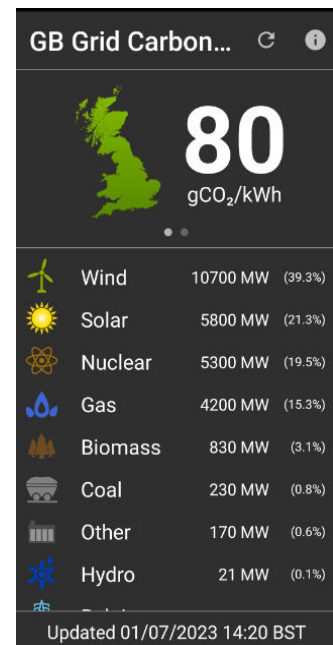 GB Grid Carbon...
80
gCO₂/kWh
Wind 10700 MW (39.3%)
Solar 5800 MW (21.3%)
Nuclear 5300 MW (19.5%)
Gas 4200 MW (15.3%)
Biomass 830 MW (3.1%)
Coal 230 MW (0.8%)
Other 170 MW (0.6%)
Hydro 21 MW (0.1%)
Updated 01/07/2023 14:20 BST